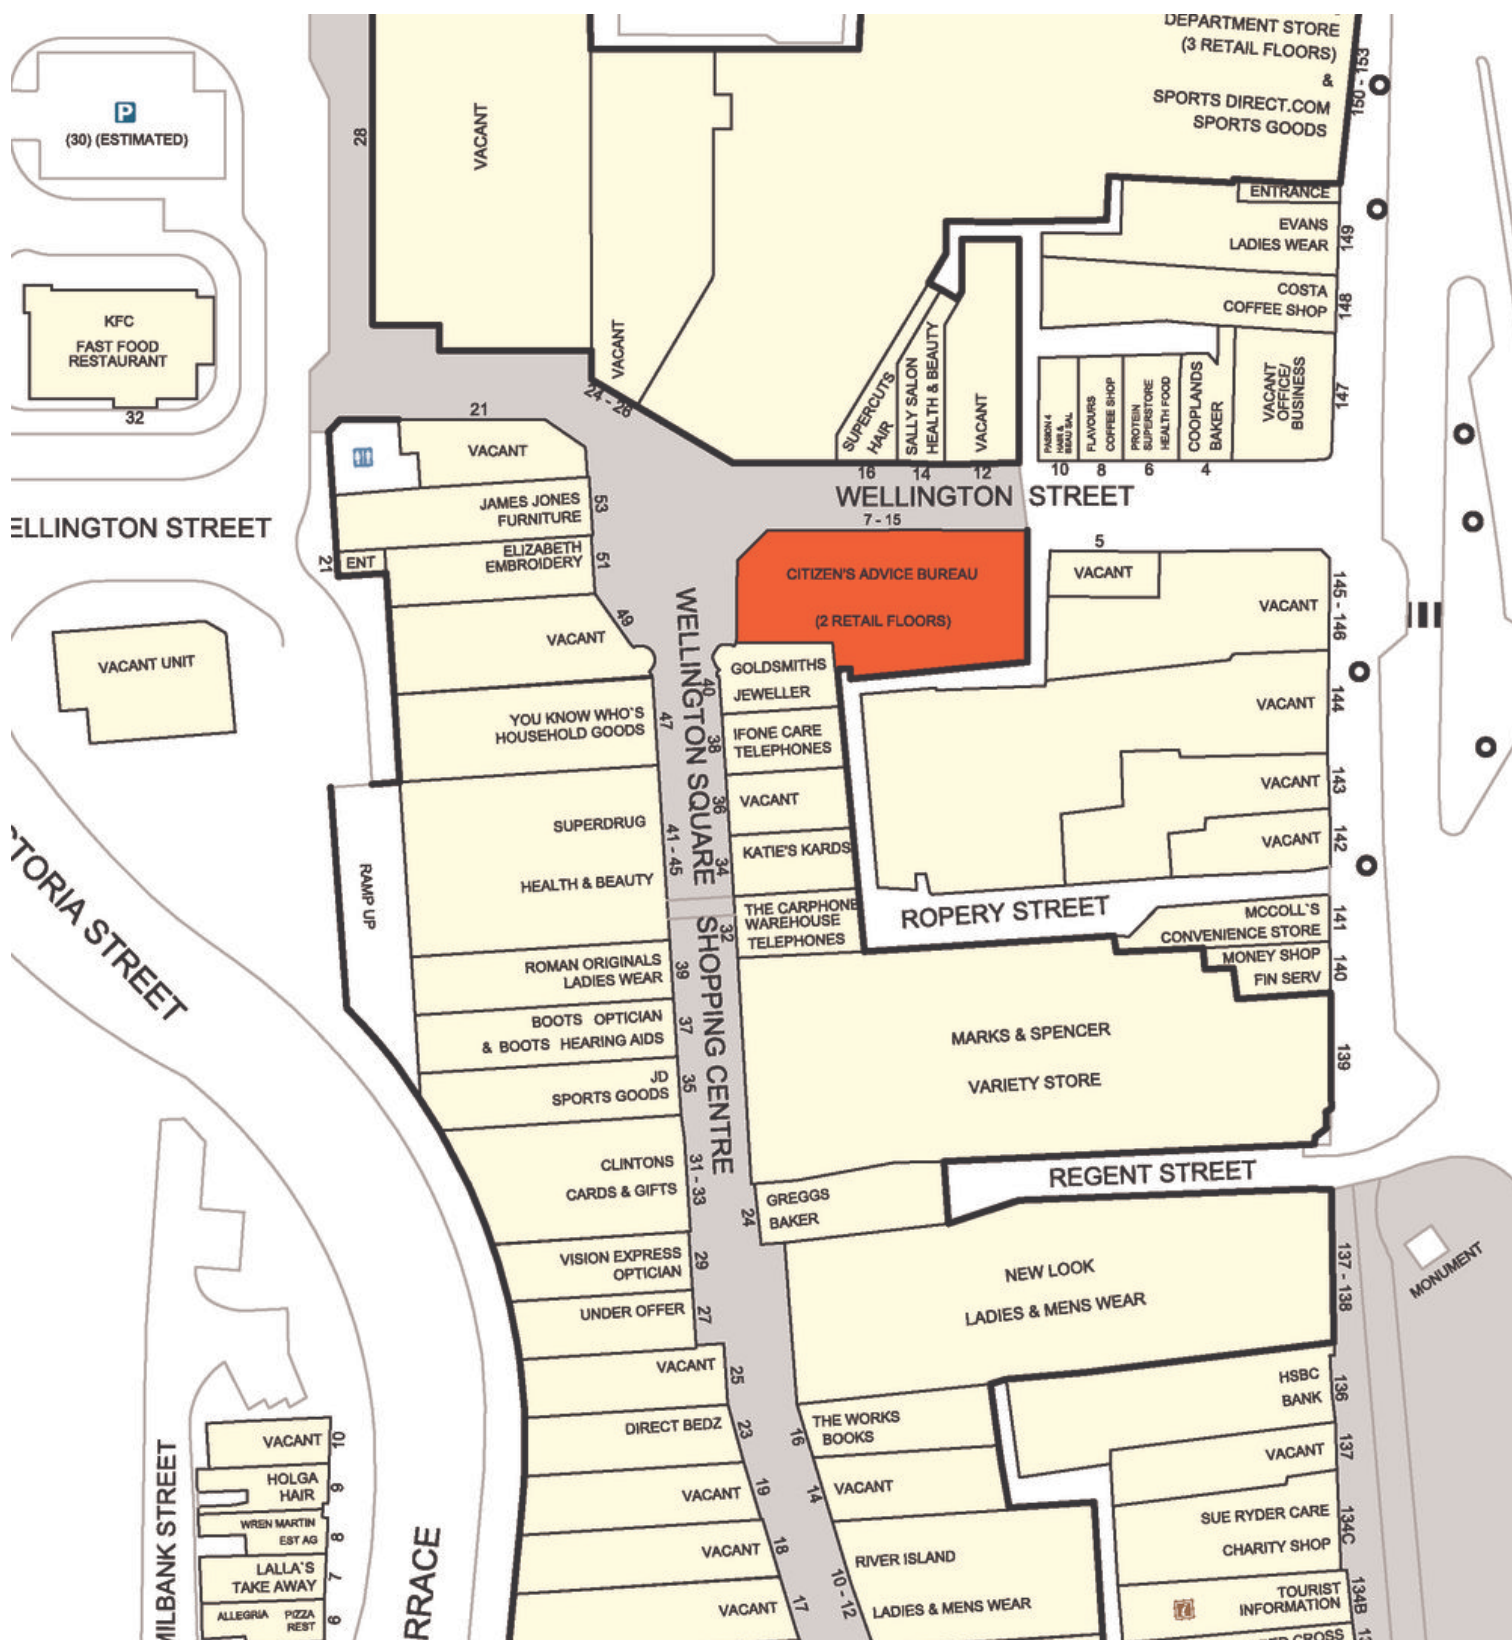 DEPARTMENT STORE
(3 RETAIL FLOORS)
&
SPORTS DIRECT.COM
SPORTS GOODS
150 - 153
P
(30) (ESTIMATED)
28
VACANT
VACANT
24 - 26
ENTRANCE
EVANS
LADIES WEAR
149
COSTA
COFFEE SHOP
148
KFC
FAST FOOD
RESTAURANT
32
SUPERCUTS
HAIR
16
SALLY SALON
HEALTH & BEAUTY
14
VACANT
12
HAIR &
BEAU SAL
10
FLAVOURS
COFFEE SHOP
8
PROTEIN
SUPERSTORE
HEALTH FOOD
6
COOPLANDS
BAKER
4
VACANT
OFFICE/
BUSINESS
147
WELLINGTON STREET
ELLINGTON STREET
21
VACANT
JAMES JONES
FURNITURE
53
ELIZABETH
EMBROIDERY
51
21
ENT
VACANT
49
7 - 15
CITIZEN'S ADVICE BUREAU
(2 RETAIL FLOORS)
5
VACANT
VACANT
145 - 146
VACANT
144
VACANT
143
VACANT
142
VACANT UNIT
WELLINGTON SQUARE
SHOPPING CENTRE
GOLDSMITHS
JEWELLER
40
IFONE CARE
TELEPHONES
38
VACANT
36
KATIE'S KARDS
34
THE CARPHONE
WAREHOUSE
TELEPHONES
32
YOU KNOW WHO`S
HOUSEHOLD GOODS
47
SUPERDRUG
HEALTH & BEAUTY
41 - 45
RAMP UP
ROMAN ORIGINALS
LADIES WEAR
39
BOOTS OPTICIAN
& BOOTS HEARING AIDS
37
JD
SPORTS GOODS
35
CLINTONS
CARDS & GIFTS
31 - 33
VISION EXPRESS
OPTICIAN
29
UNDER OFFER
27
VACANT
25
DIRECT BEDZ
23
VACANT
19
VACANT
18
VACANT
17
ROPERY STREET
MCCOLL`S
CONVENIENCE STORE
141
MONEY SHOP
FIN SERV
140
MARKS & SPENCER
VARIETY STORE
139
REGENT STREET
GREGGS
BAKER
24
NEW LOOK
LADIES & MENS WEAR
137 - 138
MONUMENT
HSBC
BANK
136
THE WORKS
BOOKS
16
VACANT
14
VACANT
137
RIVER ISLAND
LADIES & MENS WEAR
10 - 12
SUE RYDER CARE
CHARITY SHOP
134C
TOURIST
INFORMATION
134B
CROSS
TORIA STREET
RRACE
MILBANK STREET
VACANT
10
HOLGA
HAIR
9
WREN MARTIN
EST AG
8
LALLA`S
TAKE AWAY
7
ALLEGRIA PIZZA
REST
6